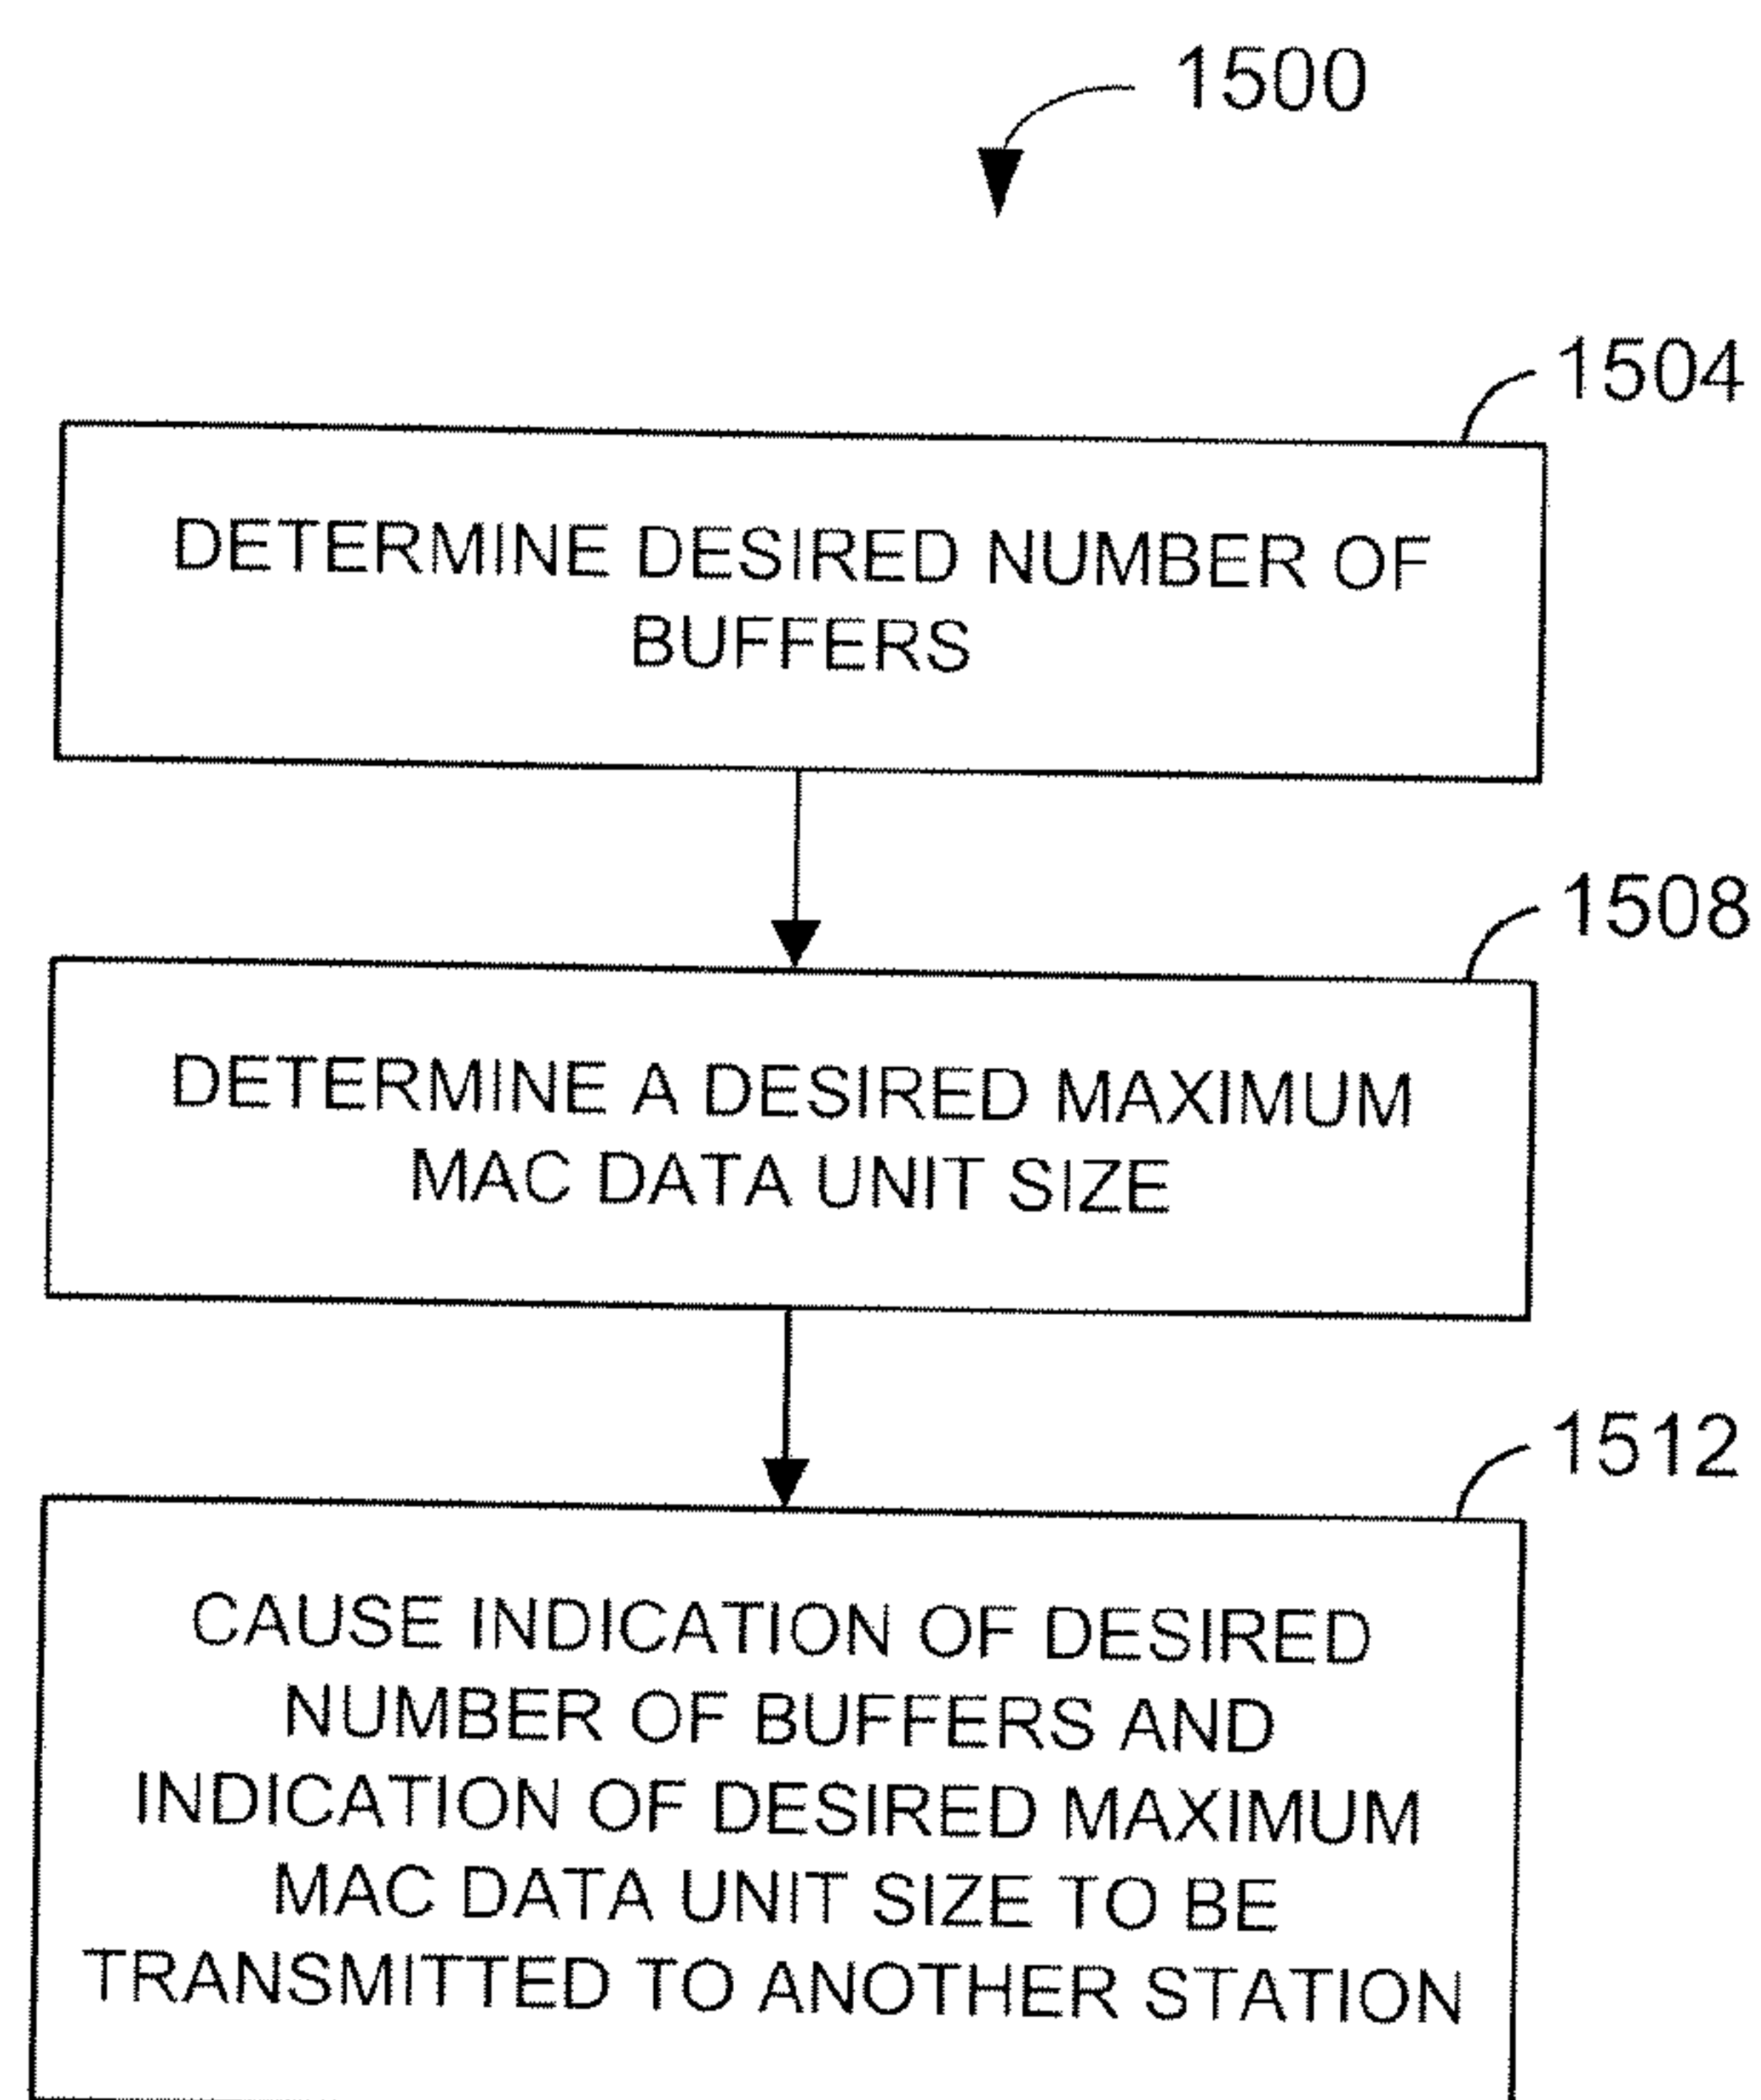 1500
1504
DETERMINE DESIRED NUMBER OF
BUFFERS
1508
DETERMINE A DESIRED MAXIMUM
MAC DATA UNIT SIZE
1512
CAUSE INDICATION OF DESIRED
NUMBER OF BUFFERS AND
INDICATION OF DESIRED MAXIMUM
MAC DATA UNIT SIZE TO BE
TRANSMITTED TO ANOTHER STATION